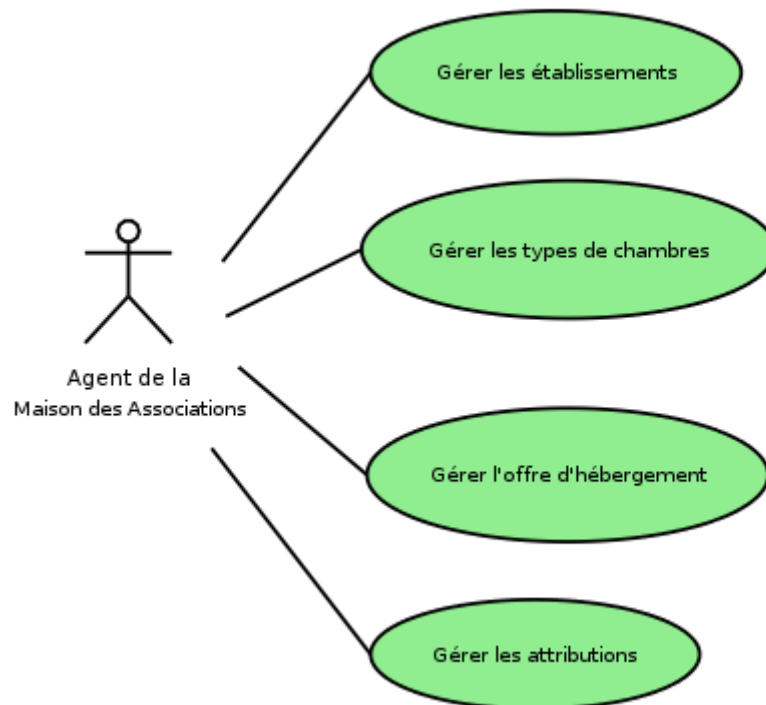 Gérer les établissements
Gérer les types de chambres
Agent de la
Maison des Associations
Gérer l'offre d'hébergement
Gérer les attributions